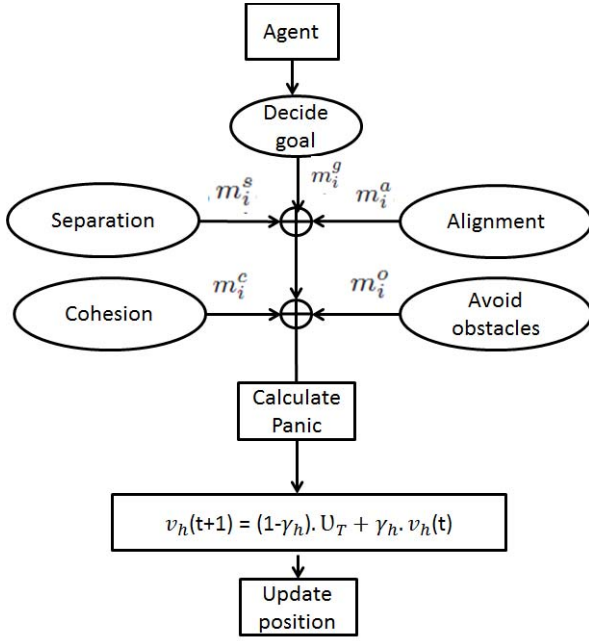 Agent
Decide
goal
m_i^s
m_i^g
m_i^a
Separation
Alignment
m_i^c
m_i^o
Cohesion
Avoid
obstacles
Calculate
Panic
v_h(t+1) = (1-γ_h). U_T + γ_h. v_h(t)
Update
position